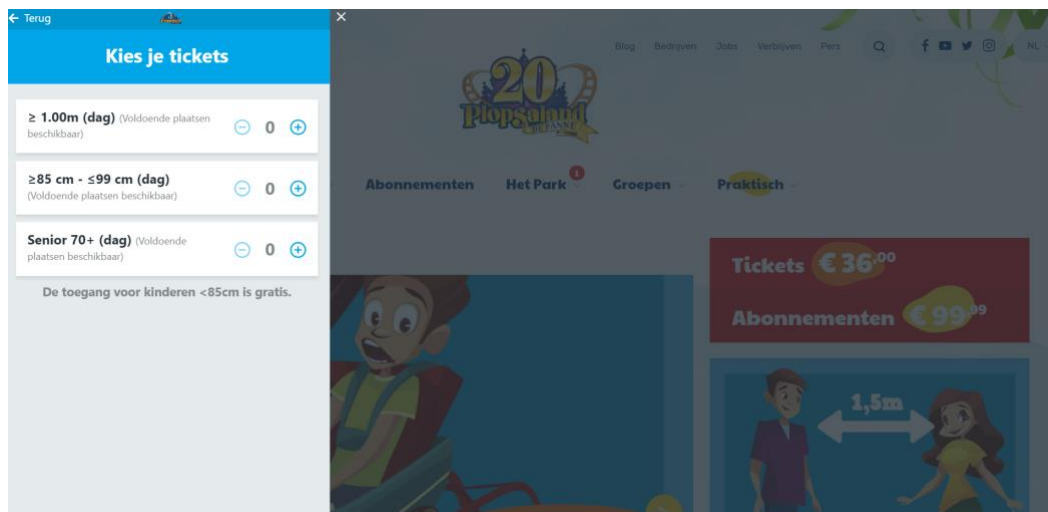 Terug
Kies je tickets
≥ 1.00m (dag) (Voldoende plaatsen
beschikbaar)
0
≥85 cm - ≤99 cm (dag)
(Voldoende plaatsen beschikbaar)
0
Senior 70+ (dag) (Voldoende
plaatsen beschikbaar)
0
De toegang voor kinderen <85cm is gratis.
Blog Bedrijven Jobs Verblijven Pers NL
20
Plopsaland
DE PANNE
Abonnementen Het Park 1 Groepen Praktisch
Tickets €36,00
Abonnementen €99,99
1,5m